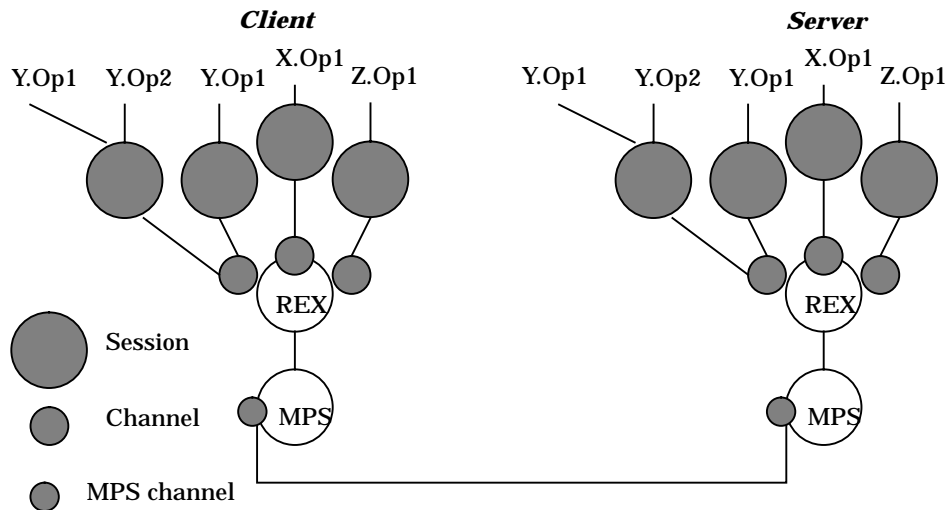 Client
Server
Y.Op1 Y.Op2 Y.Op1 X.Op1 Z.Op1
Y.Op1 Y.Op2 Y.Op1 X.Op1 Z.Op1
REX
REX
Session
Channel
MPS
MPS
MPS channel